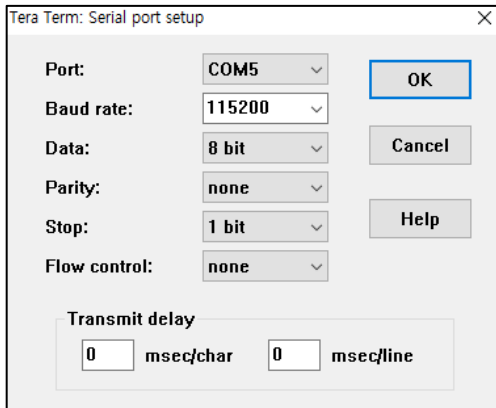 Tera Term: Serial port setup
Port: COM5 OK
Baud rate: 115200
Data: 8 bit Cancel
Parity: none
Stop: 1 bit Help
Flow control: none
Transmit delay
0 msec/char 0 msec/line